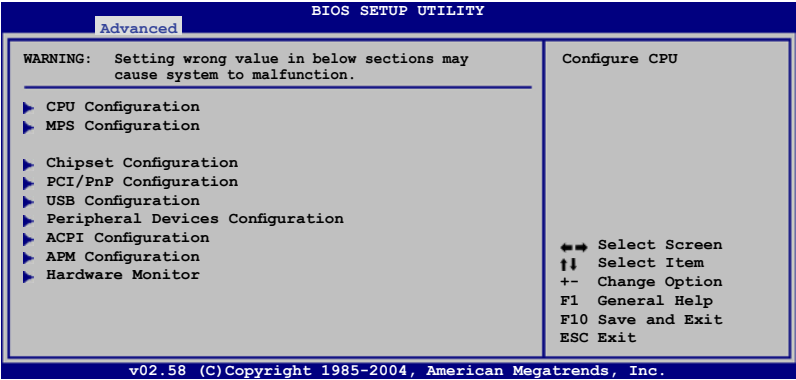 BIOS SETUP UTILITY
Advanced
WARNING: Setting wrong value in below sections may
cause system to malfunction.
CPU Configuration
MPS Configuration
Chipset Configuration
PCI/PnP Configuration
USB Configuration
Peripheral Devices Configuration
ACPI Configuration
APM Configuration
Hardware Monitor
Configure CPU
←→ Select Screen
↑↓ Select Item
+- Change Option
F1 General Help
F10 Save and Exit
ESC Exit
v02.58 (C)Copyright 1985-2004, American Megatrends, Inc.